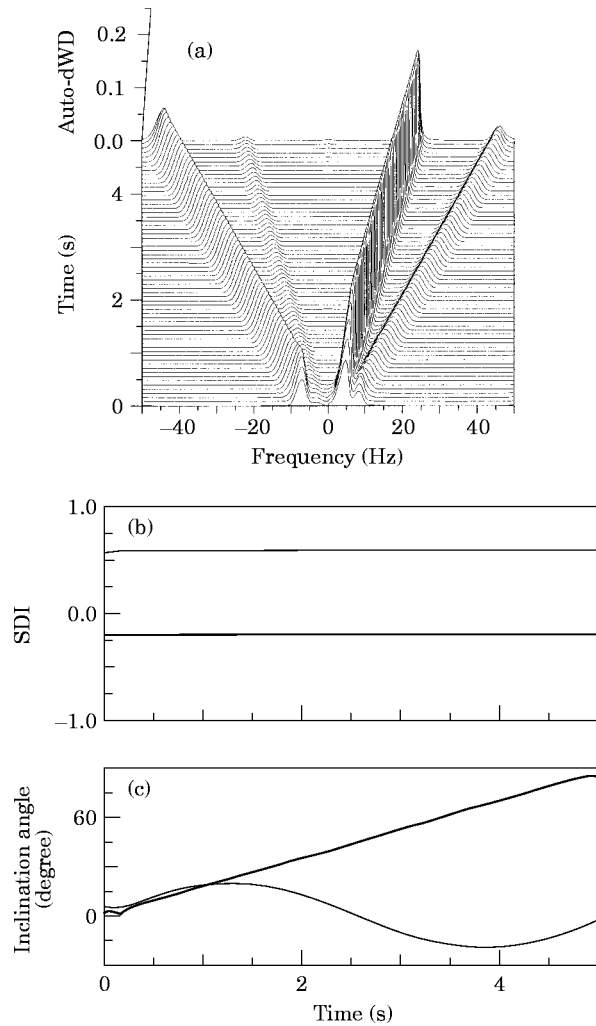 (a)
0.2
0.1
0.0
Auto-dWD
4
2
0
Time (s)
−40 −20 0 20 40
Frequency (Hz)
(b)
1.0
0.0
−1.0
SDI
(c)
60
0
Inclination angle
(degree)
0 2 4
Time (s)